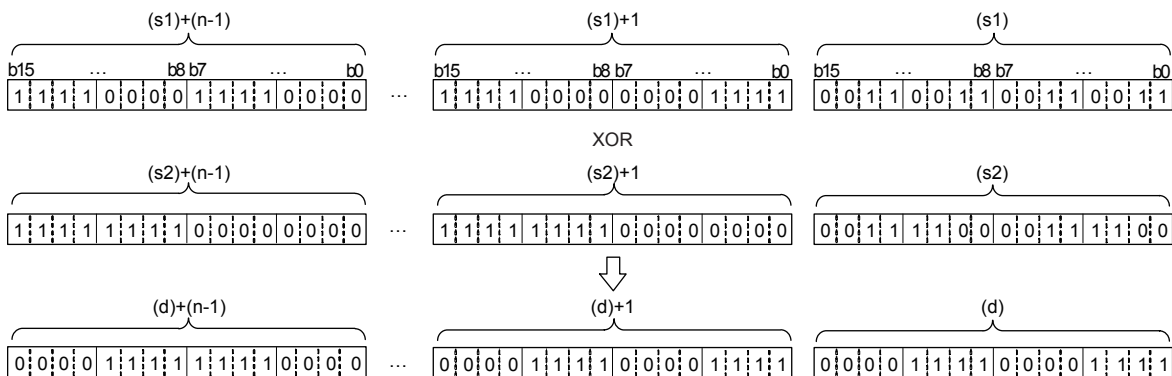 (s1)+(n-1) (s1)+1 (s1)
b15 ... b8 b7 ... b0 b15 ... b8 b7 ... b0 b15 ... b8 b7 ... b0
1 1 1 1 0 0 0 0 1 1 1 1 0 0 0 0 ... 1 1 1 1 0 0 0 0 0 0 0 0 1 1 1 1 0 0 1 1 0 0 1 1 0 0 1 1 0 0 1 1
XOR
(s2)+(n-1) (s2)+1 (s2)
1 1 1 1 1 1 1 1 0 0 0 0 0 0 0 0 ... 1 1 1 1 1 1 1 1 0 0 0 0 0 0 0 0 0 0 1 1 1 1 0 0 0 0 1 1 1 1 0 0
(d)+(n-1) (d)+1 (d)
0 0 0 0 1 1 1 1 1 1 1 1 0 0 0 0 ... 0 0 0 0 1 1 1 1 0 0 0 0 1 1 1 1 0 0 0 0 1 1 1 1 0 0 0 0 1 1 1 1